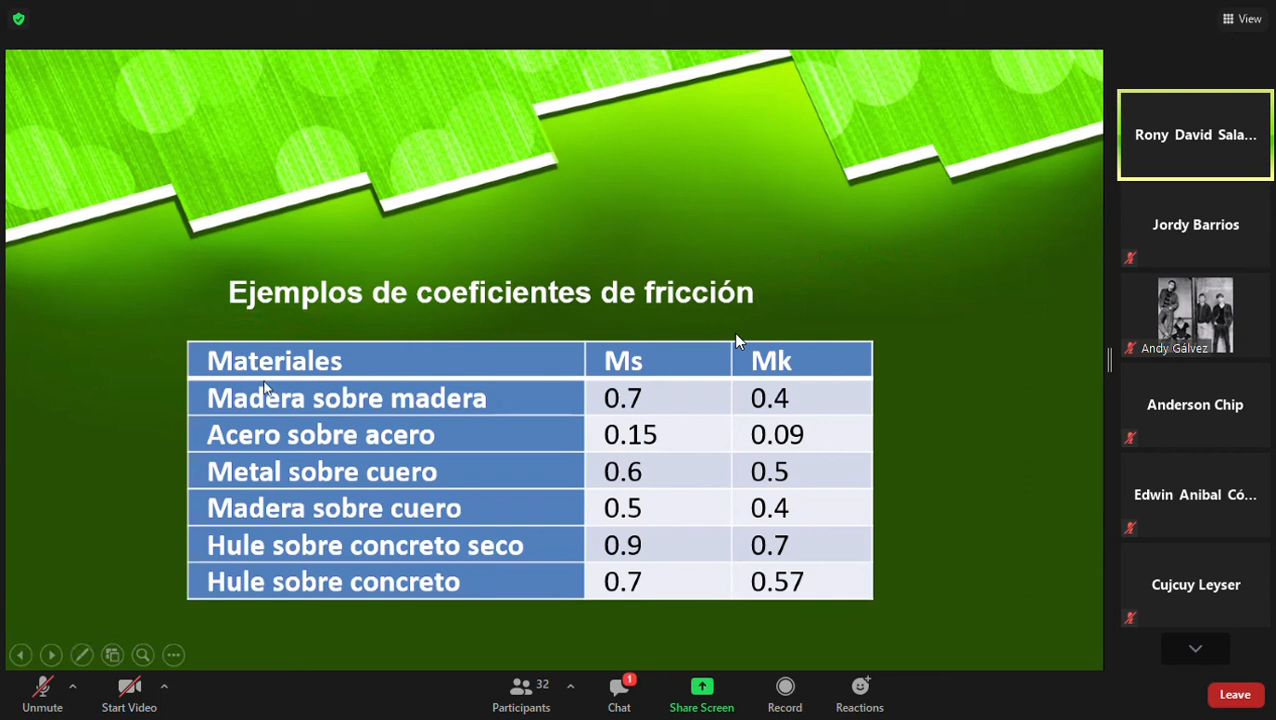 View
Ejemplos de coeficientes de fricción
Materiales Ms Mk
Madera sobre madera 0.7 0.4
Acero sobre acero 0.15 0.09
Metal sobre cuero 0.6 0.5
Madera sobre cuero 0.5 0.4
Hule sobre concreto seco 0.9 0.7
Hule sobre concreto 0.7 0.57
Rony David Sala...
Jordy Barrios
Andy Gálvez
Anderson Chip
Edwin Anibal Có...
Cujcuy Leyser
Unmute
Start Video
Participants 32
Chat 1
Share Screen
Record
Reactions
Leave